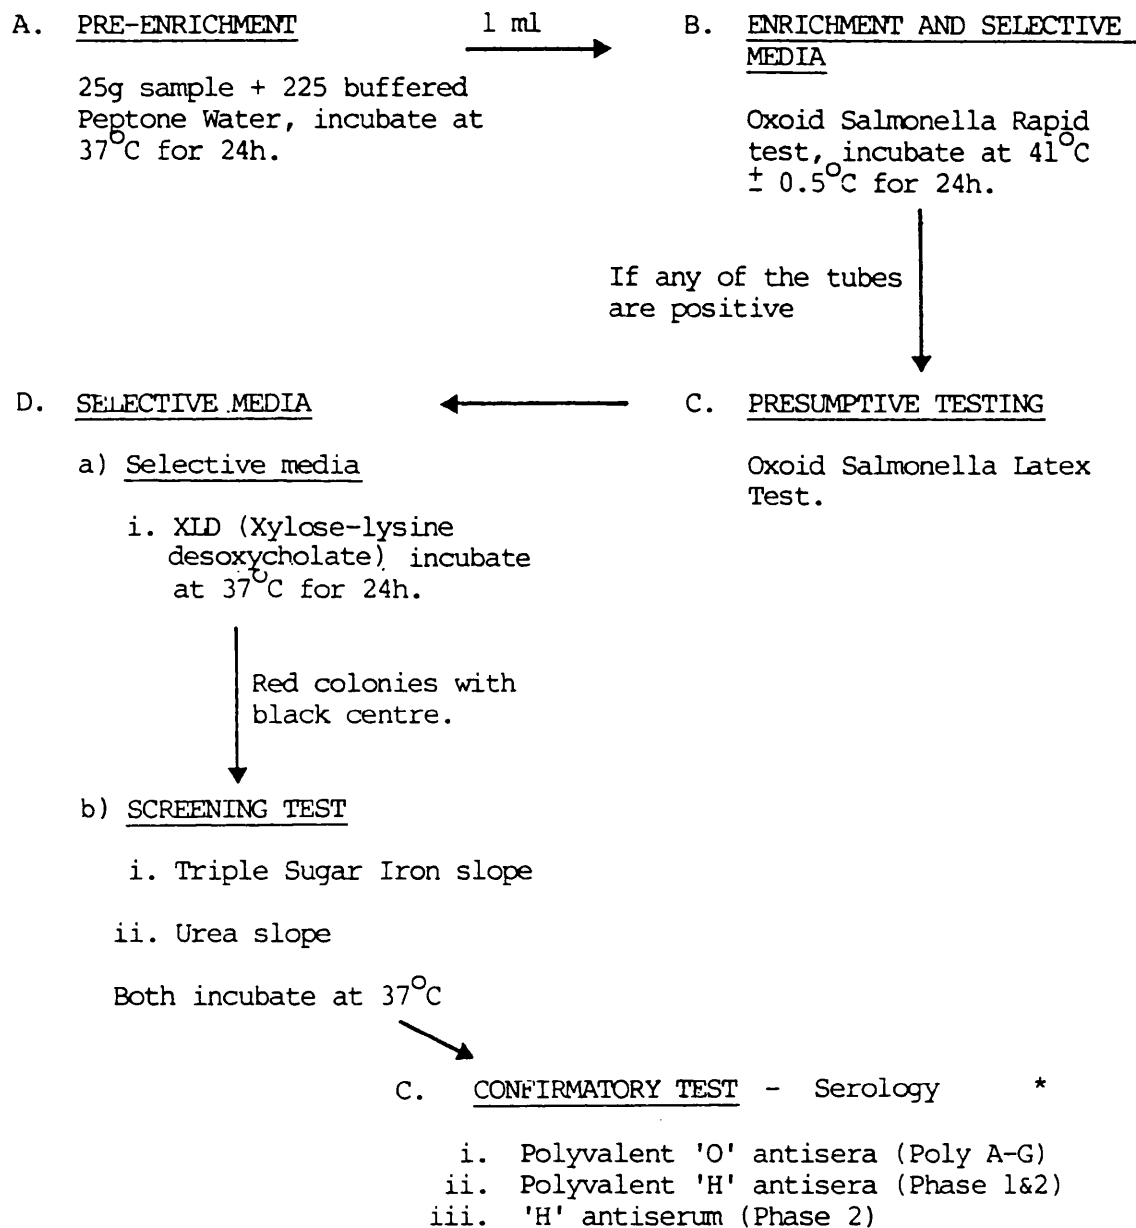 A. PRE-ENRICHMENT
25g sample + 225 buffered
Peptone Water, incubate at
37°C for 24h.
1 ml
B. ENRICHMENT AND SELECTIVE
MEDIA
Oxoid Salmonella Rapid
test, incubate at 41°C
± 0.5°C for 24h.
If any of the tubes
are positive
C. PRESUMPTIVE TESTING
Oxoid Salmonella Latex
Test.
D. SELECTIVE MEDIA
a) Selective media
i. XLD (Xylose-lysine
desoxycholate) incubate
at 37°C for 24h.
Red colonies with
black centre.
b) SCREENING TEST
i. Triple Sugar Iron slope
ii. Urea slope
Both incubate at 37°C
C. CONFIRMATORY TEST - Serology *
i. Polyvalent 'O' antisera (Poly A-G)
ii. Polyvalent 'H' antisera (Phase 1&2)
iii. 'H' antiserum (Phase 2)